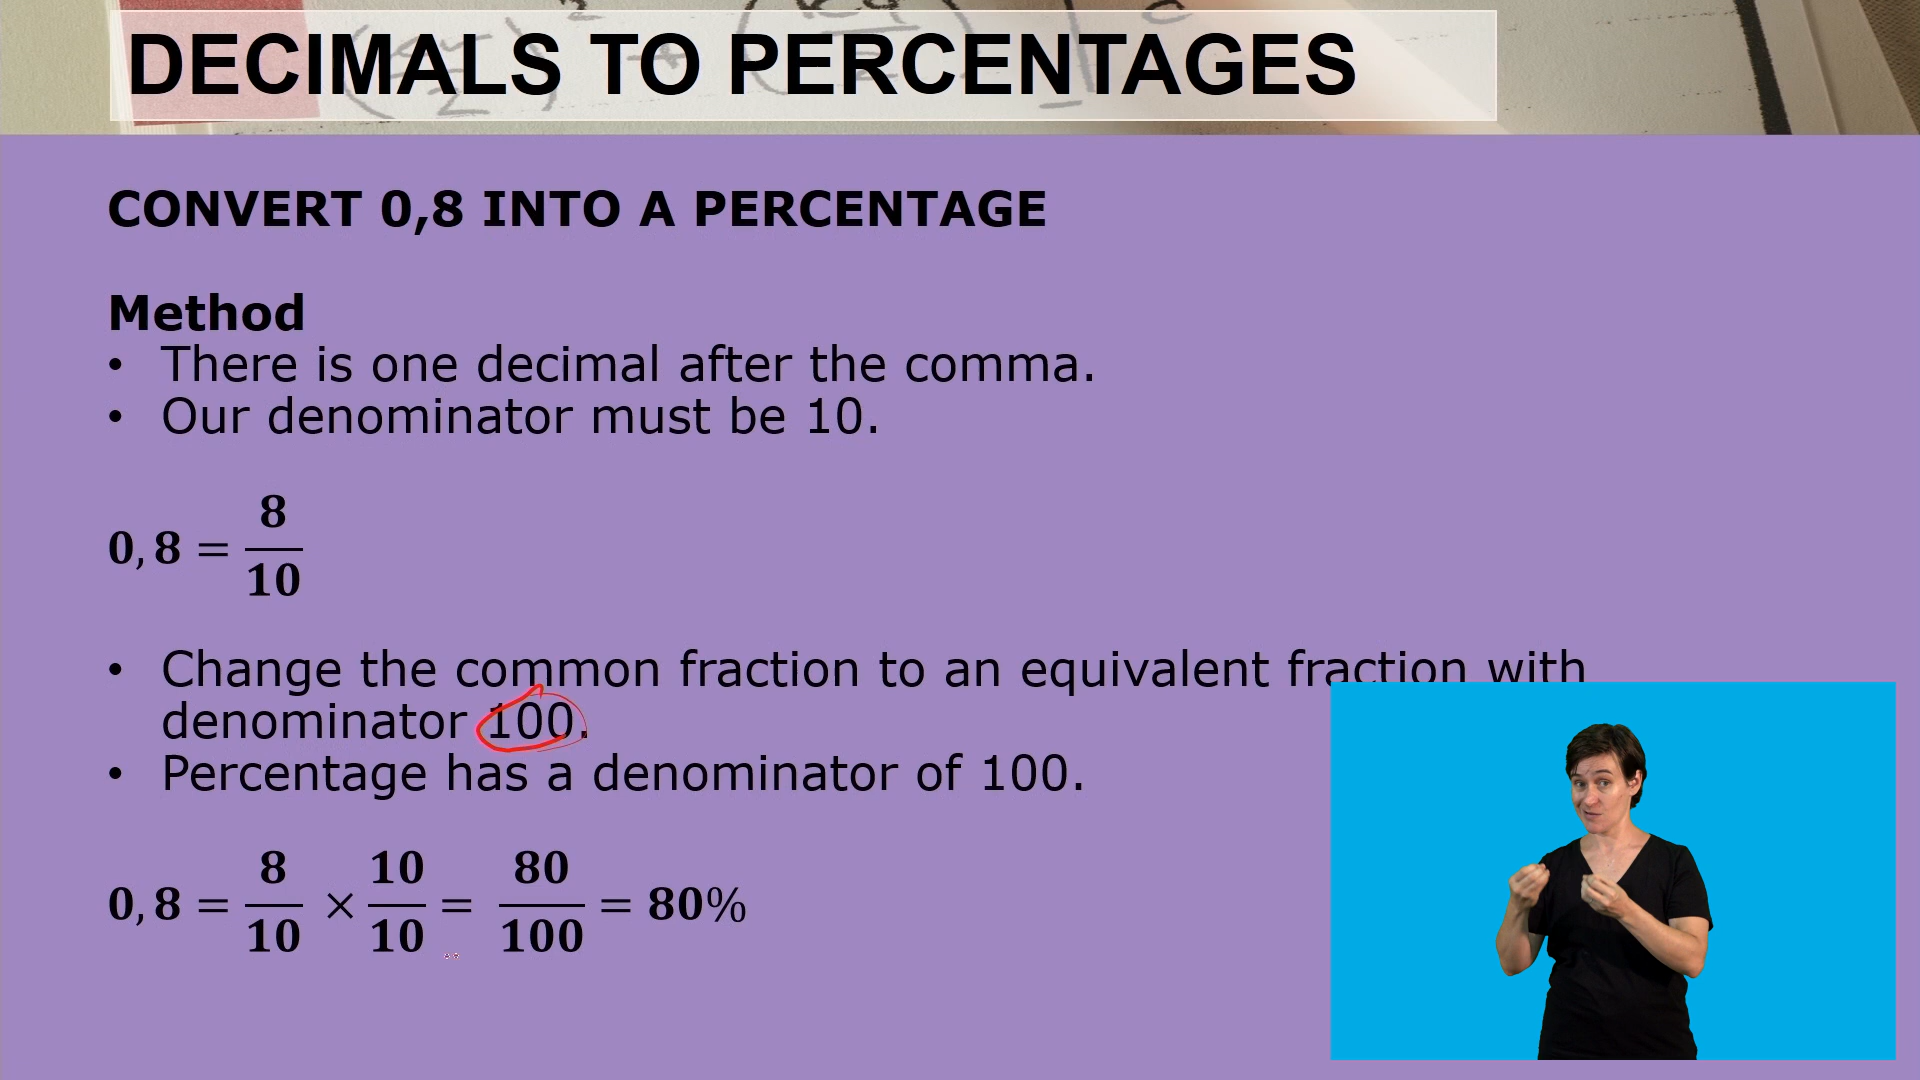 DECIMALS TO PERCENTAGES
CONVERT 0,8 INTO A PERCENTAGE
Method
• There is one decimal after the comma.
• Our denominator must be 10.
0,8 = 8/10
• Change the common fraction to an equivalent fraction with
denominator 100.
• Percentage has a denominator of 100.
0,8 = 8/10 × 10/10 = 80/100 = 80%